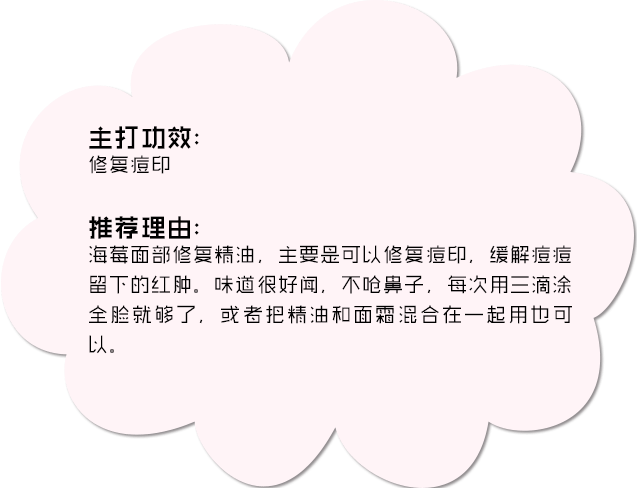 主打功效：
修复痘印
推荐理由：
海莓面部修复精油，主要是可以修复痘印，缓解痘痘
留下的红肿。味道很好闻，不呛鼻子，每次用三滴涂
全脸就够了，或者把精油和面霜混合在一起用也可
以。